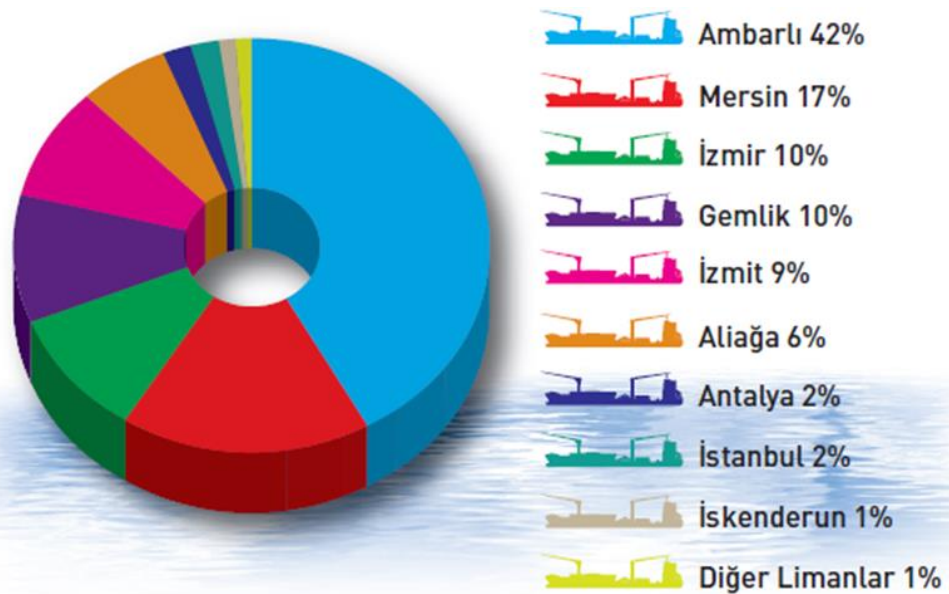 Ambarlı 42%
Mersin 17%
İzmir 10%
Gemlik 10%
İzmit 9%
Aliağa 6%
Antalya 2%
İstanbul 2%
İskenderun 1%
Diğer Limanlar 1%